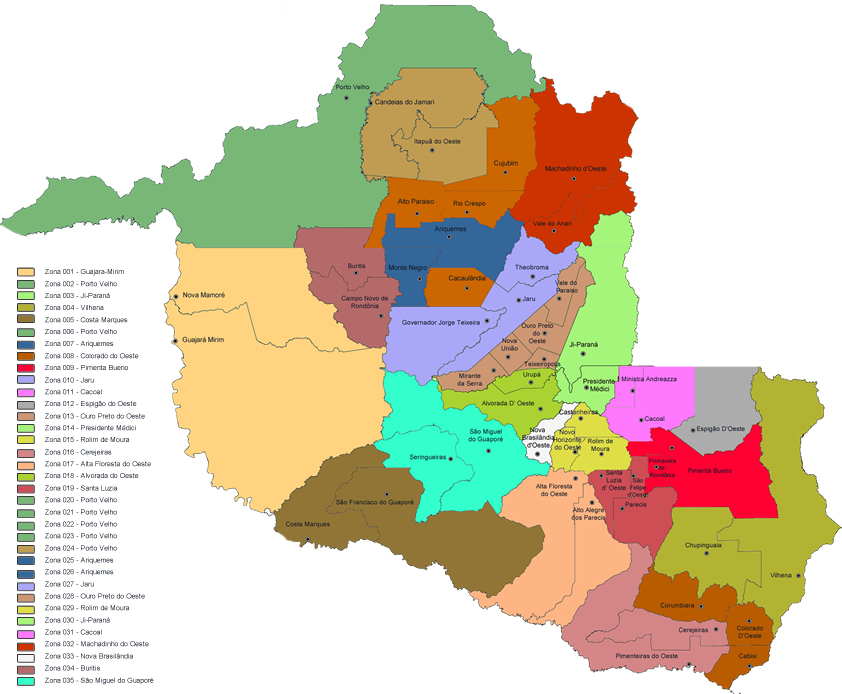 Porto Velho
Candeias do Jamari
Itapuã do Oeste
Cujubim
Machadinho d'Oeste
Alto Paraiso
Rio Crespo
Vale do Anari
Ariquemes
Buritis
Monte Negro
Cacaulândia
Theobroma
Vale do
Paraiso
Nova Mamoré
Campo Novo de
Rondônia
Jaru
Governador Jorge Teixeira
Ouro Preto
do
Oeste
Guajará Mirim
Nova
União
Ji-Paraná
Teixeiropolis
Mirante
da Serra
Urupá
Presidente
Médici
Ministra Andreazza
Alvorada D' Oeste
Castanheiras
Cacoal
Espigão D'Oeste
São Miguel
do Guaporé
Nova
Brasilândia
d'Oeste
Novo
Horizonte
do Oeste
Rolim de
Moura
Seringueiras
Primavera
de
Rondônia
Pimenta Bueno
Santa
Luzia
d' Oeste
São
Felipe
d'Oeste
Alta Floresta
do Oeste
São Francisco do Guaporé
Parecis
Alto Alegre
dos Parecis
Costa Marques
Chupinguaia
Vilhena
Corumbiara
Cerejeiras
Colorado
D'Oeste
Pimenteiras do Oeste
Cabixi
Zona 001 - Guajara-Mirim
Zona 002 - Porto Velho
Zona 003 - Ji-Paraná
Zona 004 - Vilhena
Zona 005 - Costa Marques
Zona 006 - Porto Velho
Zona 007 - Ariquemes
Zona 008 - Colorado do Oeste
Zona 009 - Pimenta Bueno
Zona 010 - Jaru
Zona 011 - Cacoal
Zona 012 - Espigão do Oeste
Zona 013 - Ouro Preto do Oeste
Zona 014 - Presidente Médici
Zona 015 - Rolim de Moura
Zona 016 - Cerejeiras
Zona 017 - Alta Floresta do Oeste
Zona 018 - Alvorada do Oeste
Zona 019 - Santa Luzia
Zona 020 - Porto Velho
Zona 021 - Porto Velho
Zona 022 - Porto Velho
Zona 023 - Porto Velho
Zona 024 - Porto Velho
Zona 025 - Ariquemes
Zona 026 - Ariquemes
Zona 027 - Jaru
Zona 028 - Ouro Preto do Oeste
Zona 029 - Rolim de Moura
Zona 030 - Ji-Paraná
Zona 031 - Cacoal
Zona 032 - Machadinho do Oeste
Zona 033 - Nova Brasilândia
Zona 034 - Buritis
Zona 035 - São Miguel do Guaporé